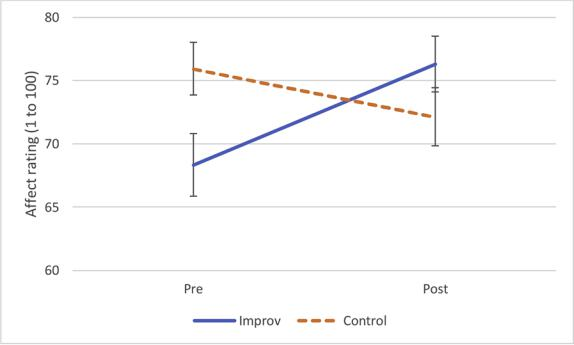 80
75
70
65
60
Affect rating (1 to 100)
Pre
Post
Improv
Control